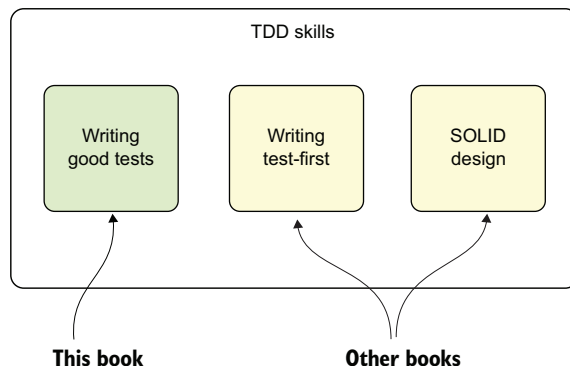 TDD skills
Writing
good tests
Writing
test-first
SOLID
design
This book
Other books